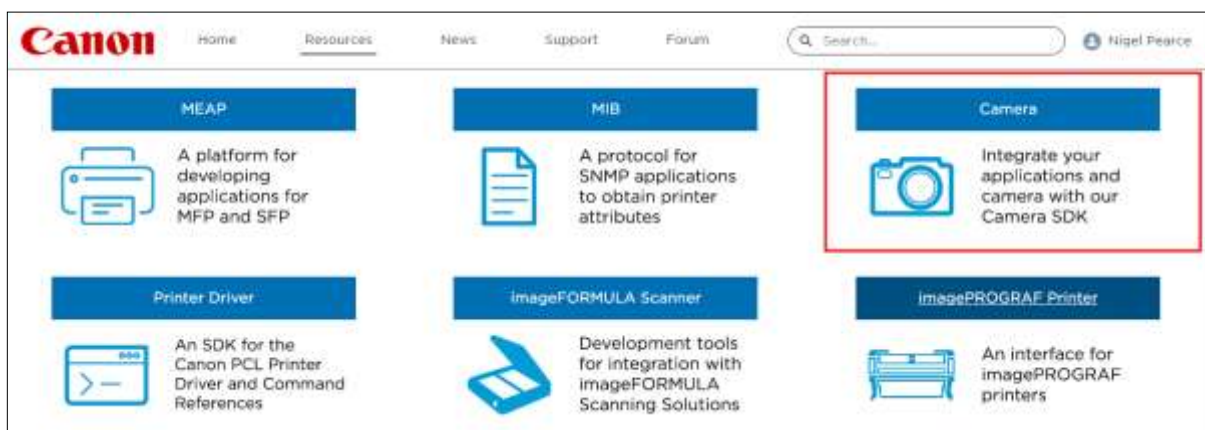 Canon
Home Resources News Support Forum Search... Nigel Pearce
MEAP
A platform for
developing
applications for
MFP and SFP
MIB
A protocol for
SNMP applications
to obtain printer
attributes
Camera
Integrate your
applications and
camera with our
Camera SDK
Printer Driver
An SDK for the
Canon PCL Printer
Driver and Command
References
imageFORMULA Scanner
Development tools
for integration with
imageFORMULA
Scanning Solutions
imagePROGRAF Printer
An interface for
imagePROGRAF
printers